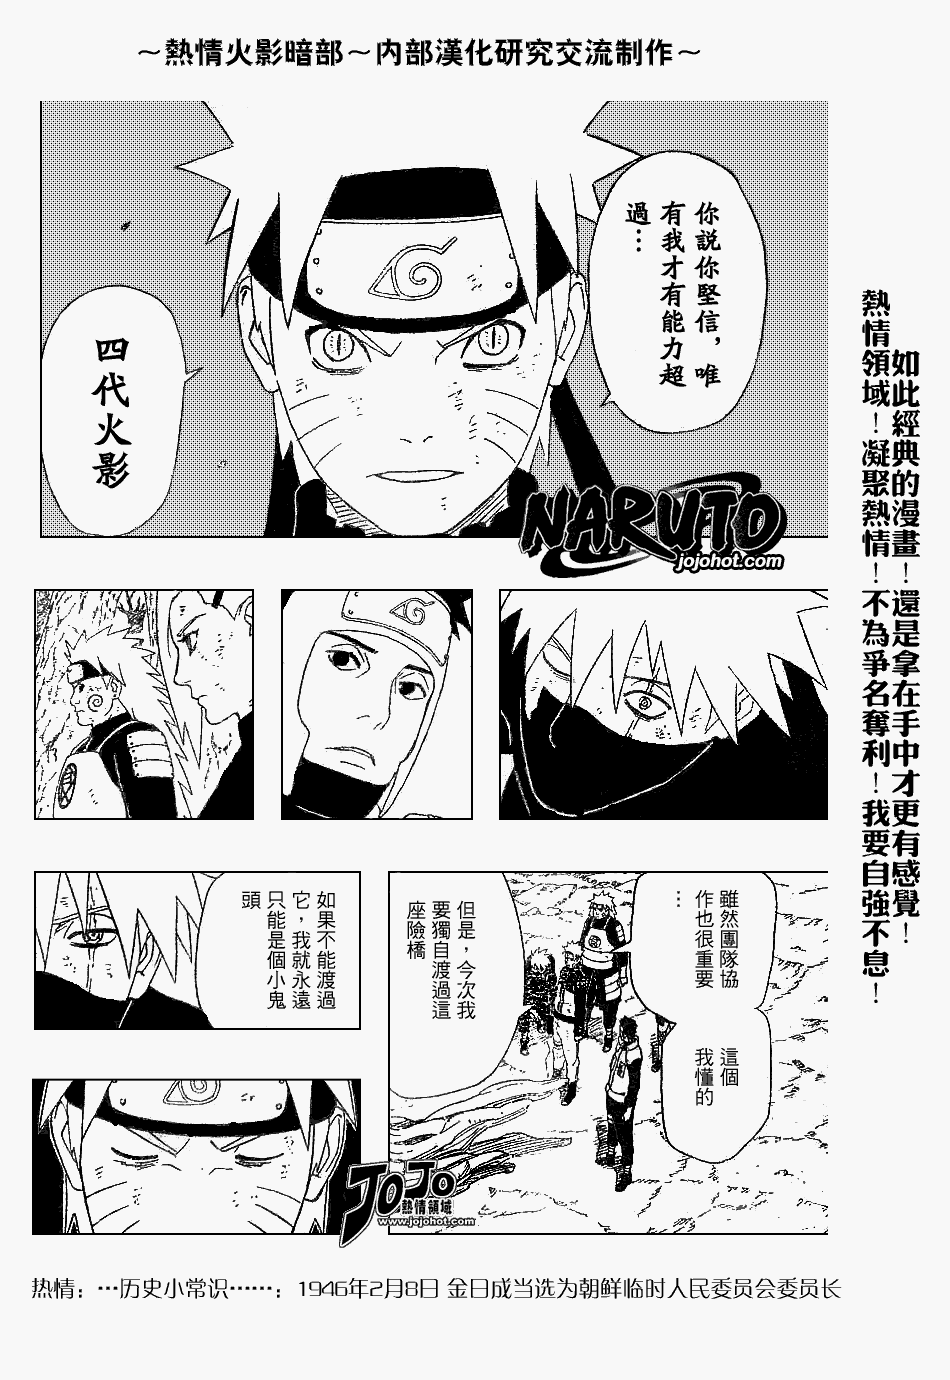 ～熱情火影暗部～內部漢化研究交流制作～
你說你堅信，唯
有我才有能力超
過…
四代火影
NARUTO
jojohot.com
如此經典的漫畫！還是拿在手中才更有感覺！
熱情領域！凝聚熱情！不為爭名奪利！我要自強不息！
雖然團隊協
作也很重要
…
這個
我懂的
但是，今次我
要獨自渡過這
座險橋
如果不能渡過
它，我就永遠
只能是個小鬼
頭
JOJO
熱情領域
www.jojohot.com
热情：…历史小常识……：1946年2月8日 金日成当选为朝鲜临时人民委员会委员长